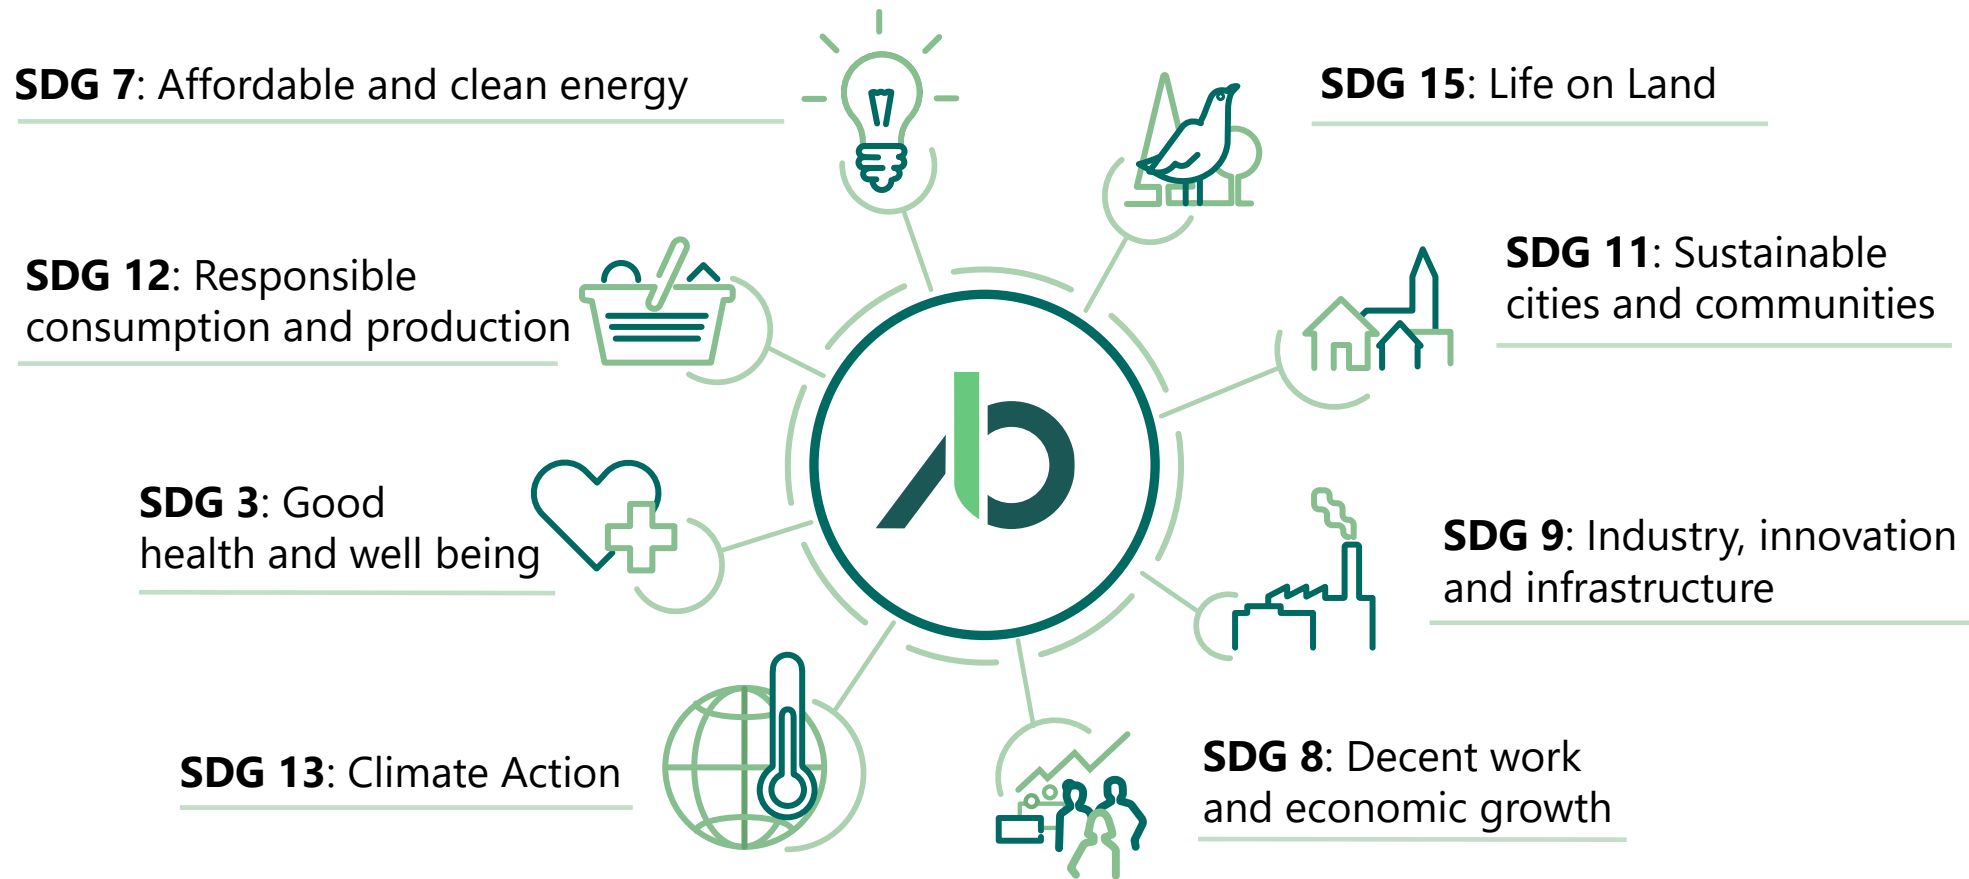 SDG 7: Affordable and clean energy
SDG 15: Life on Land
SDG 12: Responsible
consumption and production
SDG 11: Sustainable
cities and communities
SDG 3: Good
health and well being
SDG 9: Industry, innovation
and infrastructure
SDG 13: Climate Action
SDG 8: Decent work
and economic growth